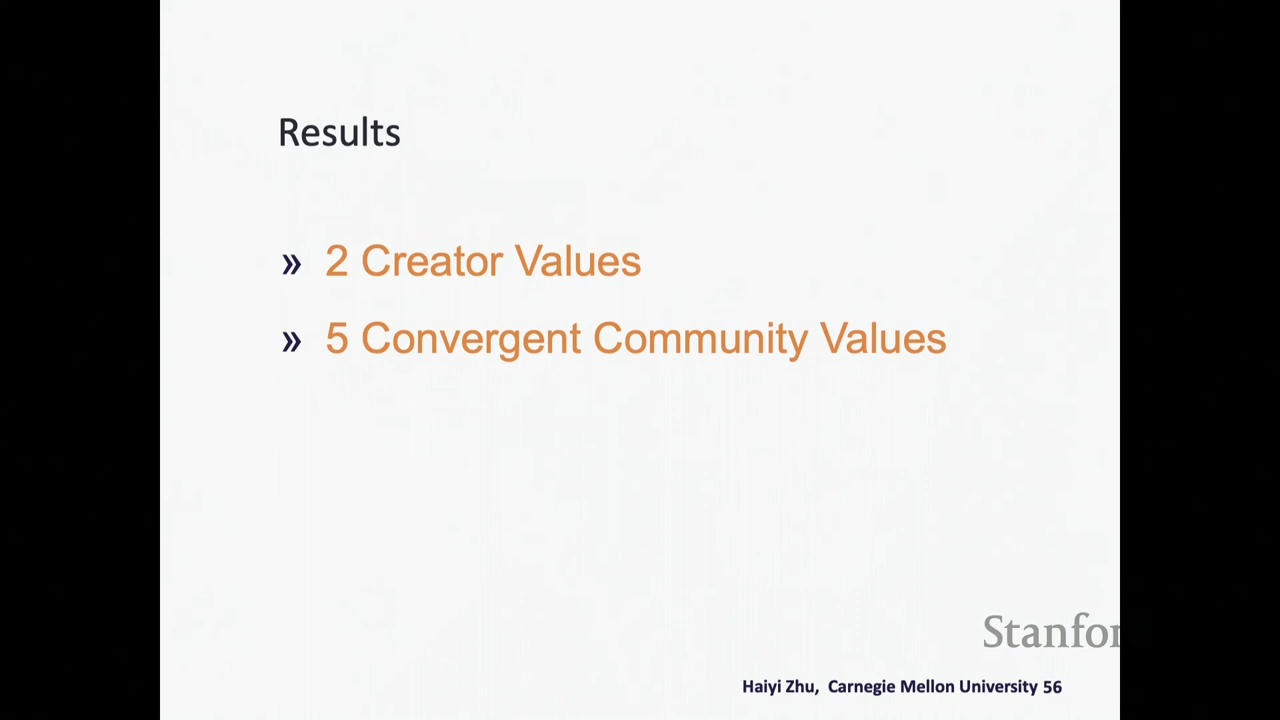 Results
» 2 Creator Values
» 5 Convergent Community Values
Stanfor
Haiyi Zhu, Carnegie Mellon University 56